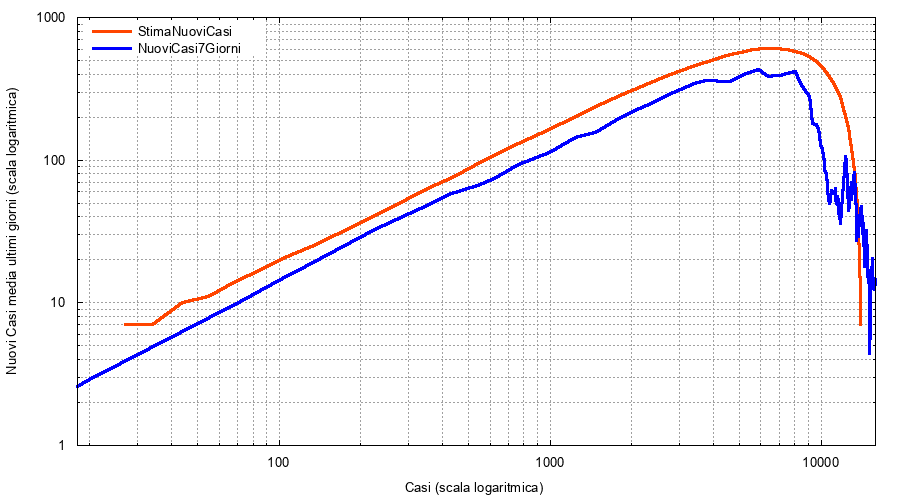 1000
StimaNuoviCasi
NuoviCasi7Giorni
100
10
1
Nuovi Casi media ultimi giorni (scala logaritmica)
100
1000
10000
Casi (scala logaritmica)